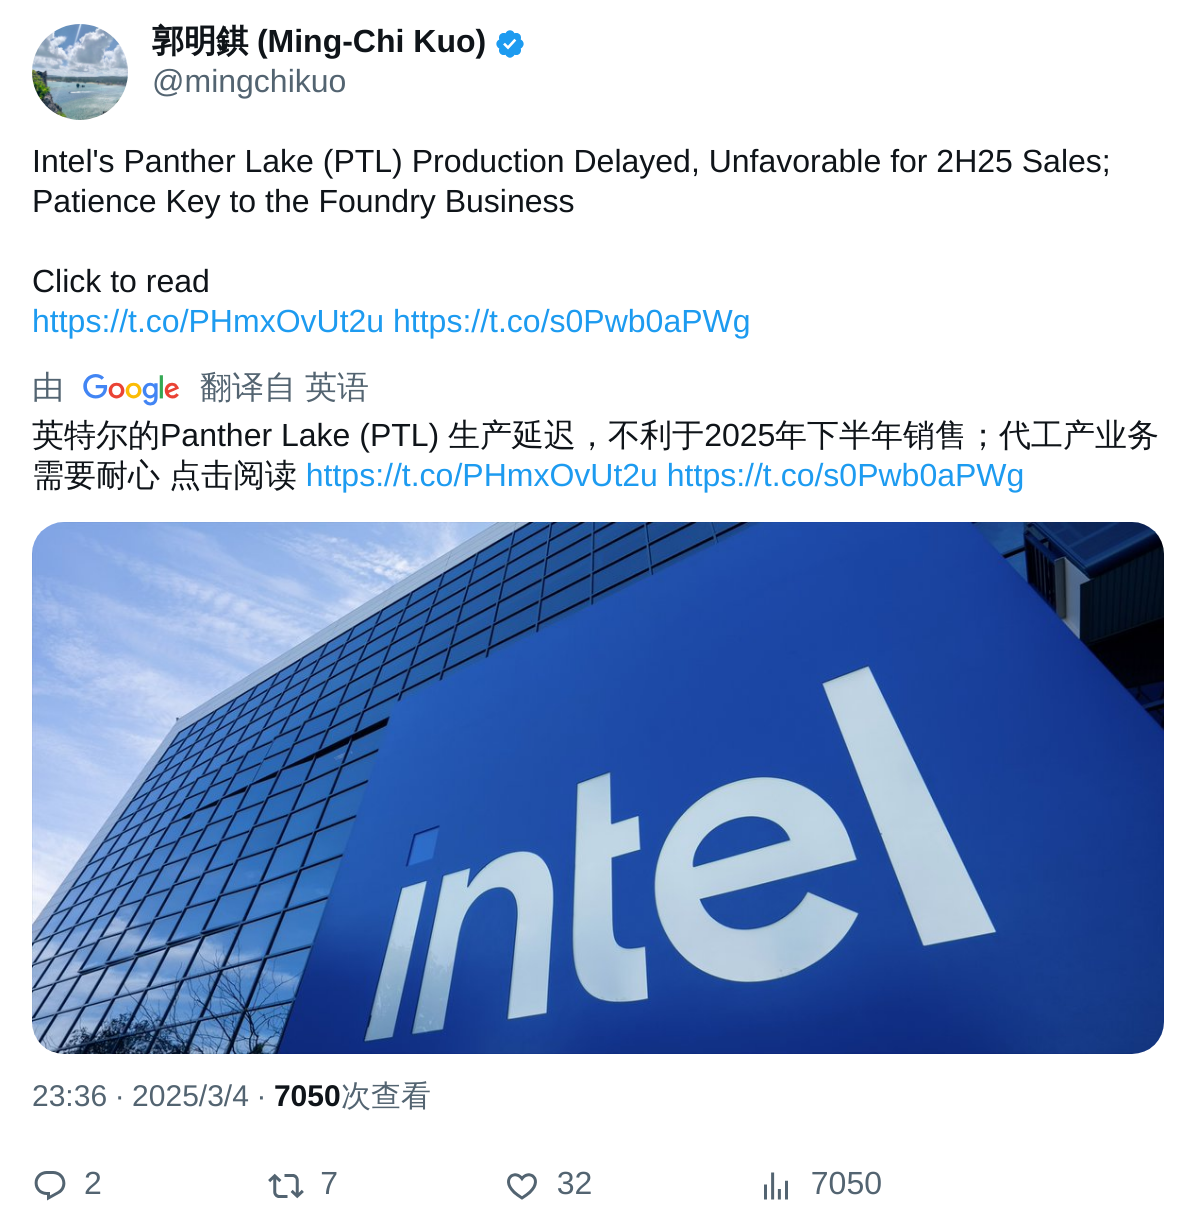 郭明錤 (Ming-Chi Kuo)
@mingchikuo
Intel's Panther Lake (PTL) Production Delayed, Unfavorable for 2H25 Sales;
Patience Key to the Foundry Business
Click to read
https://t.co/PHmxOvUt2u https://t.co/s0Pwb0aPWg
由 Google 翻译自 英语
英特尔的Panther Lake (PTL) 生产延迟，不利于2025年下半年销售；代工产业务
需要耐心 点击阅读 https://t.co/PHmxOvUt2u https://t.co/s0Pwb0aPWg
intel
23:36 · 2025/3/4 · 7050次查看
2 7 32 7050